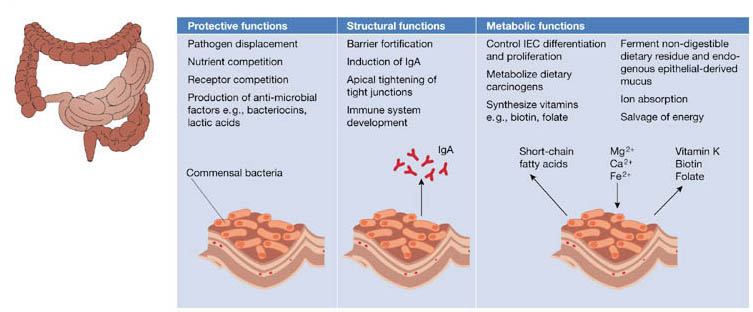 Protective functions
Pathogen displacement
Nutrient competition
Receptor competition
Production of anti-microbial
factors e.g., bacteriocins,
lactic acids
Commensal bacteria
Structural functions
Barrier fortification
Induction of IgA
Apical tightening of
tight junctions
Immune system
development
IgA
Metabolic functions
Control IEC differentiation
and proliferation
Metabolize dietary
carcinogens
Synthesize vitamins
e.g., biotin, folate
Ferment non-digestible
dietary residue and endo-
genous epithelial-derived
mucus
Ion absorption
Salvage of energy
Short-chain
fatty acids
Mg²⁺
Ca²⁺
Fe²⁺
Vitamin K
Biotin
Folate